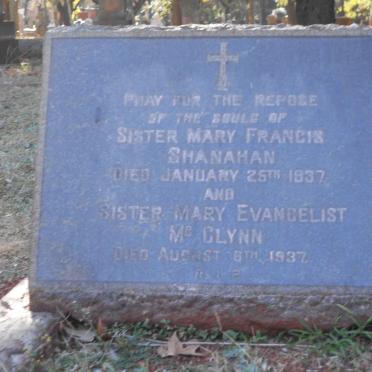 PRAY FOR THE REPOSE
OF THE SOULS OF
SISTER MARY FRANCIS
SHANAHAN
DIED JANUARY 25TH 1937.
AND
SISTER MARY EVANGELIST
Mc GLYNN
DIED AUGUST 6TH, 1937.
R.I.P.